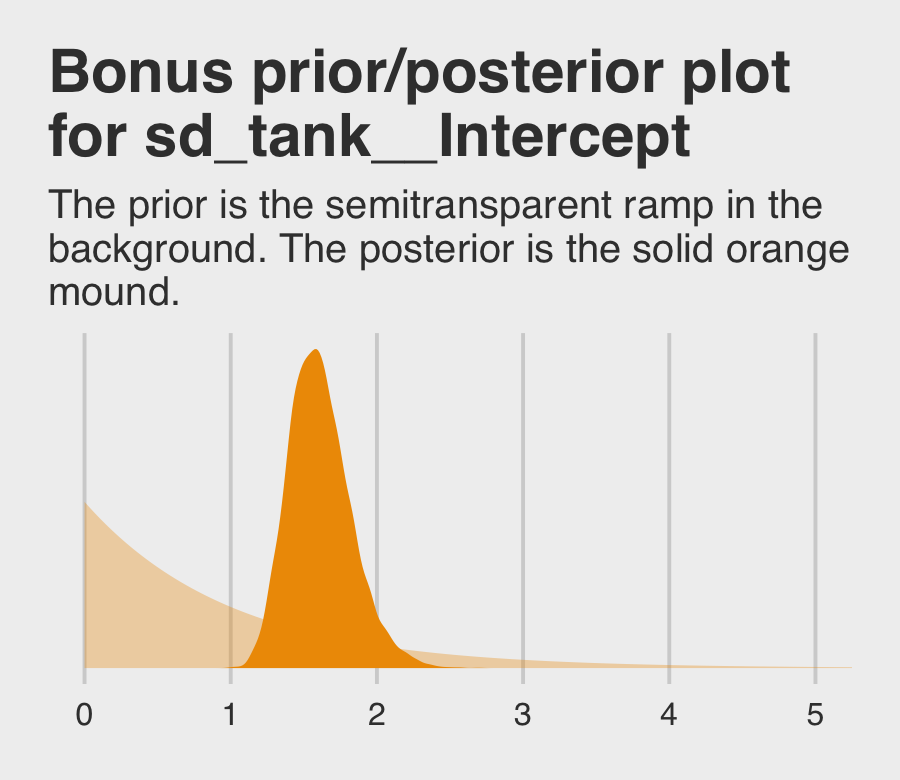 Bonus prior/posterior plot
for sd_tank__Intercept
The prior is the semitransparent ramp in the
background. The posterior is the solid orange
mound.
0 1 2 3 4 5